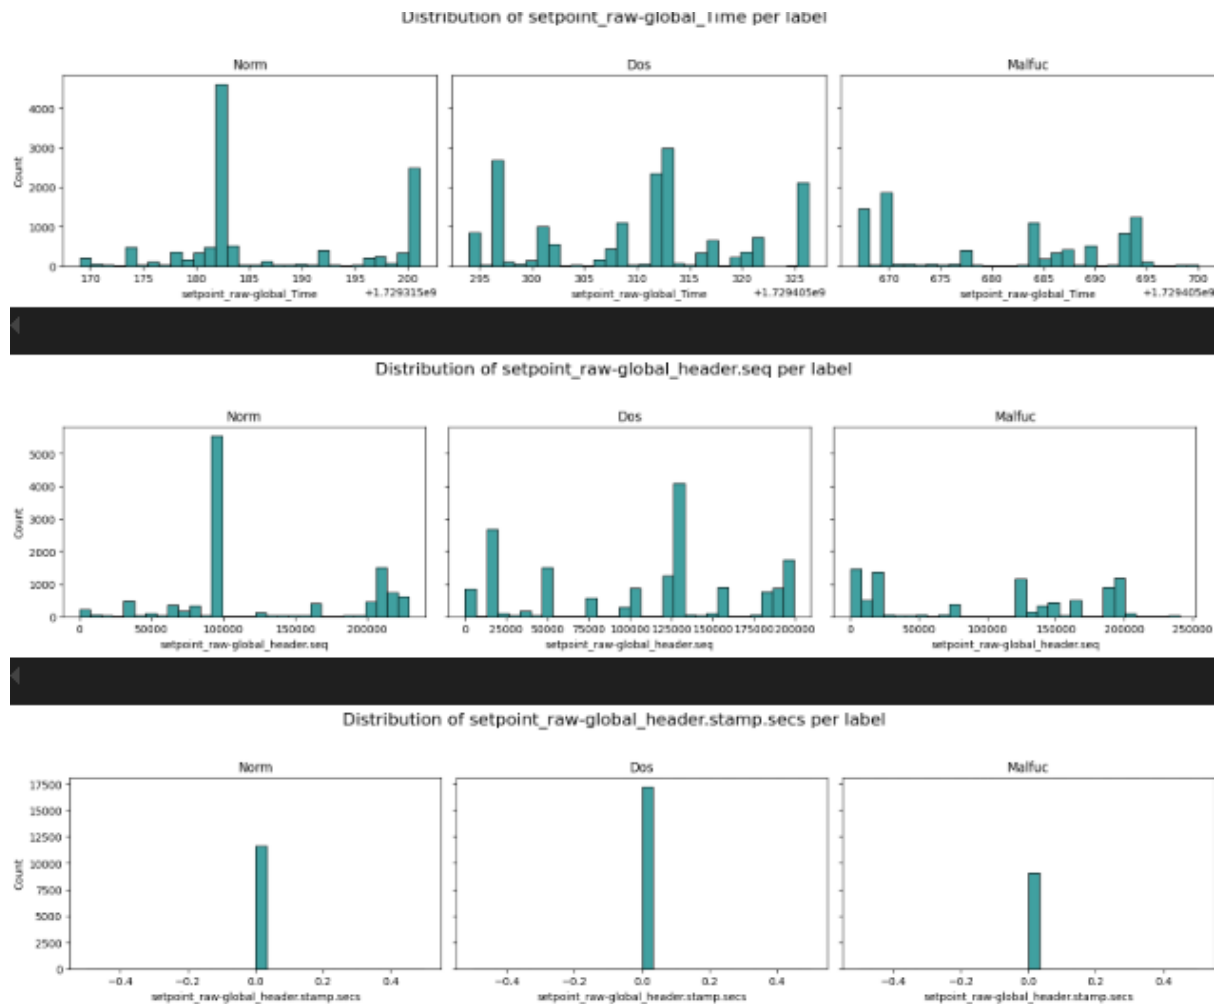 Distribution of setpoint_raw-global_Time per label
Norm Dos Malfuc
Count
4000
3000
2000
1000
0
170 175 180 185 190 195 200 295 300 305 310 315 320 325 670 675 680 685 690 695 700
setpoint_raw-global_Time +1.729315e9 setpoint_raw-global_Time +1.729405e9 setpoint_raw-global_Time +1.729405e9
Distribution of setpoint_raw-global_header.seq per label
Norm Dos Malfuc
Count
5000
4000
3000
2000
1000
0
0 50000 100000 150000 200000 0 25000 50000 75000 100000 125000 150000 175000 200000 0 50000 100000 150000 200000 250000
setpoint_raw-global_header.seq setpoint_raw-global_header.seq setpoint_raw-global_header.seq
Distribution of setpoint_raw-global_header.stamp.secs per label
Norm Dos Malfuc
Count
17500
15000
12500
10000
7500
5000
2500
0
−0.4 −0.2 0.0 0.2 0.4 −0.4 −0.2 0.0 0.2 0.4 −0.4 −0.2 0.0 0.2 0.4
setpoint_raw-global_header.stamp.secs setpoint_raw-global_header.stamp.secs setpoint_raw-global_header.stamp.secs